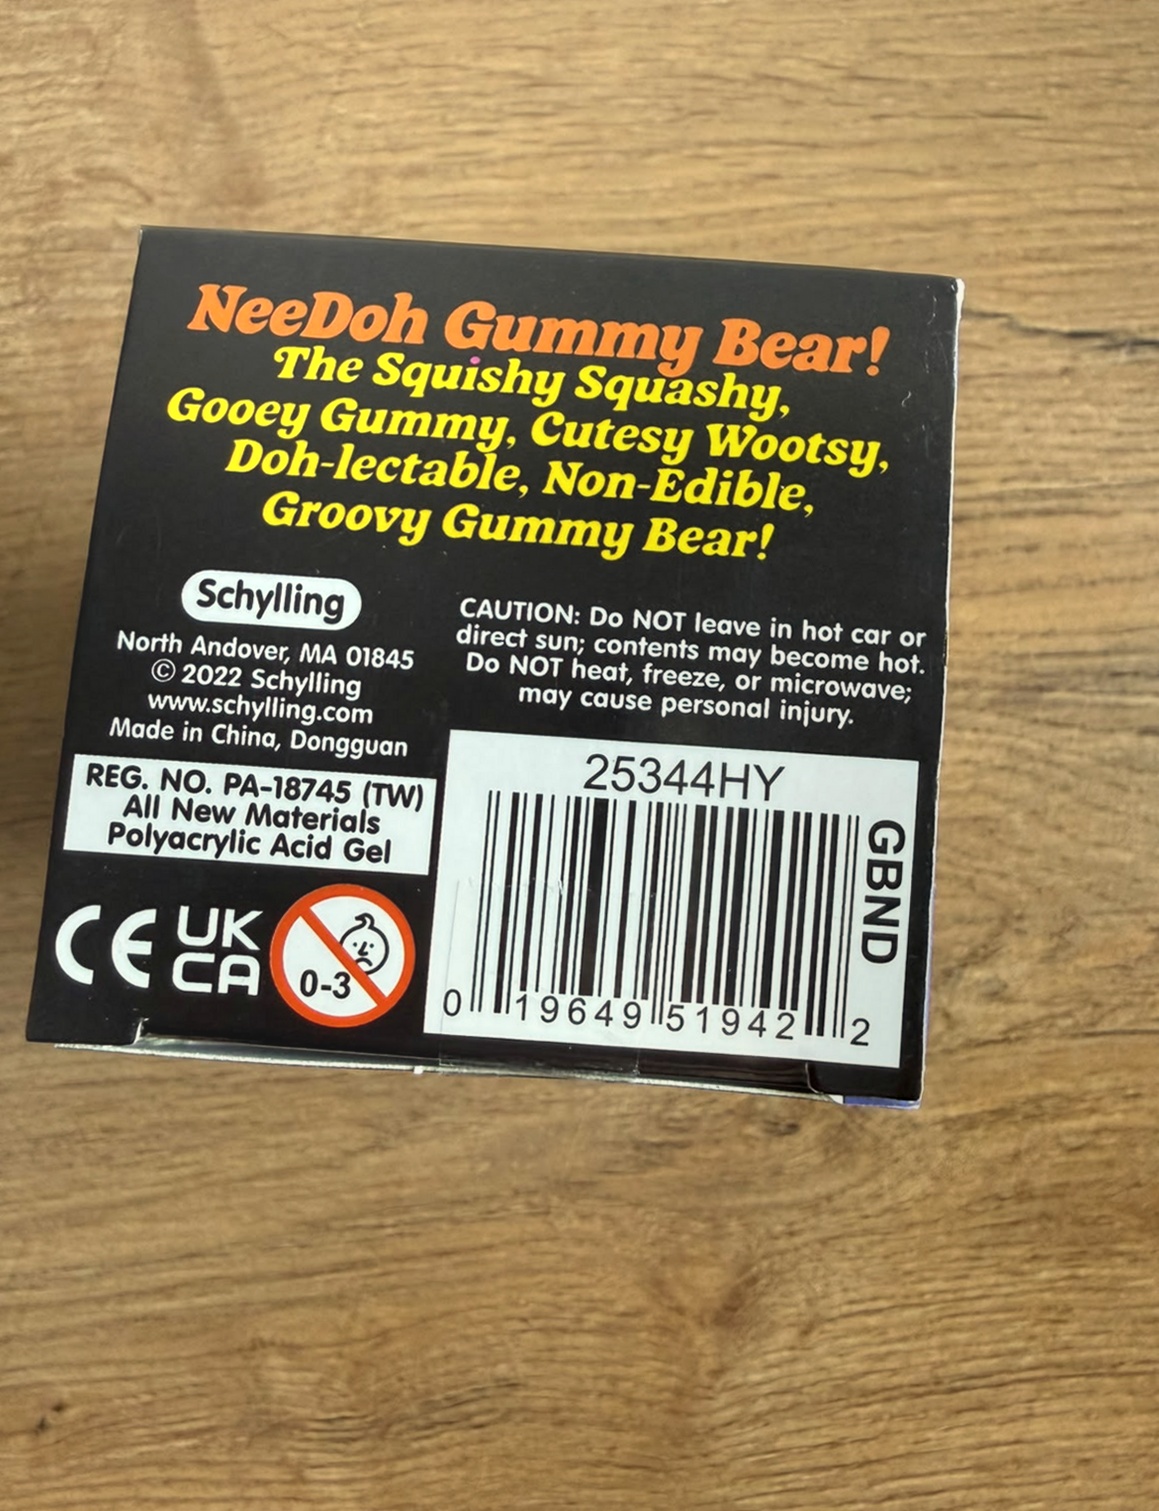 NeeDoh Gummy Bear!
The Squishy Squashy,
Gooey Gummy, Cutesy Wootsy,
Doh-lectable, Non-Edible,
Groovy Gummy Bear!
Schylling
North Andover, MA 01845
© 2022 Schylling
www.schylling.com
Made in China, Dongguan
REG. NO. PA-18745 (TW)
All New Materials
Polyacrylic Acid Gel
CE
UK
CA
0-3
CAUTION: Do NOT leave in hot car or
direct sun; contents may become hot.
Do NOT heat, freeze, or microwave;
may cause personal injury.
25344HY
GBND
0 19649 51942 2